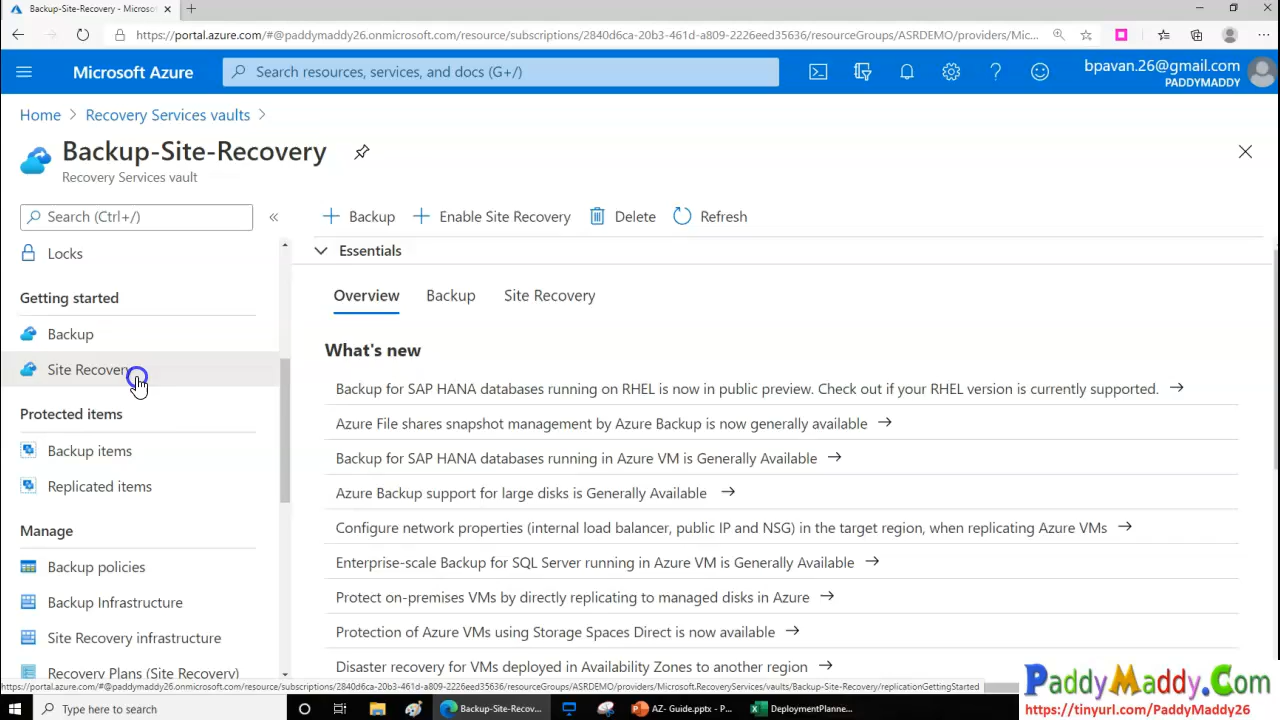 Backup-Site-Recovery - Microsoft
https://portal.azure.com/#@paddymaddy26.onmicrosoft.com/resource/subscriptions/2840d6ca-20b3-461d-a809-2226eed35636/resourceGroups/ASRDEMO/providers/Mic...
Microsoft Azure
Search resources, services, and docs (G+/)
bpavan.26@gmail.com
PADDYMADDY
Home > Recovery Services vaults >
Backup-Site-Recovery
Recovery Services vault
Search (Ctrl+/)
«
Locks
Getting started
Backup
Site Recovery
Protected items
Backup items
Replicated items
Manage
Backup policies
Backup Infrastructure
Site Recovery infrastructure
Recovery Plans (Site Recovery)
+ Backup + Enable Site Recovery Delete Refresh
Essentials
Overview Backup Site Recovery
What's new
Backup for SAP HANA databases running on RHEL is now in public preview. Check out if your RHEL version is currently supported. →
Azure File shares snapshot management by Azure Backup is now generally available →
Backup for SAP HANA databases running in Azure VM is Generally Available →
Azure Backup support for large disks is Generally Available →
Configure network properties (internal load balancer, public IP and NSG) in the target region, when replicating Azure VMs →
Enterprise-scale Backup for SQL Server running in Azure VM is Generally Available →
Protect on-premises VMs by directly replicating to managed disks in Azure →
Protection of Azure VMs using Storage Spaces Direct is now available →
Disaster recovery for VMs deployed in Availability Zones to another region →
https://portal.azure.com/#@paddymaddy26.onmicrosoft.com/resource/subscriptions/2840d6ca-20b3-461d-a809-2226eed35636/resourceGroups/ASRDEMO/providers/Microsoft.RecoveryServices/vaults/Backup-Site-Recovery/replicationGettingStarted
PaddyMaddy.Com
https://tinyurl.com/PaddyMaddy26
Type here to search
Backup-Site-Recov...
AZ- Guide.pptx - P...
DeploymentPlanne...